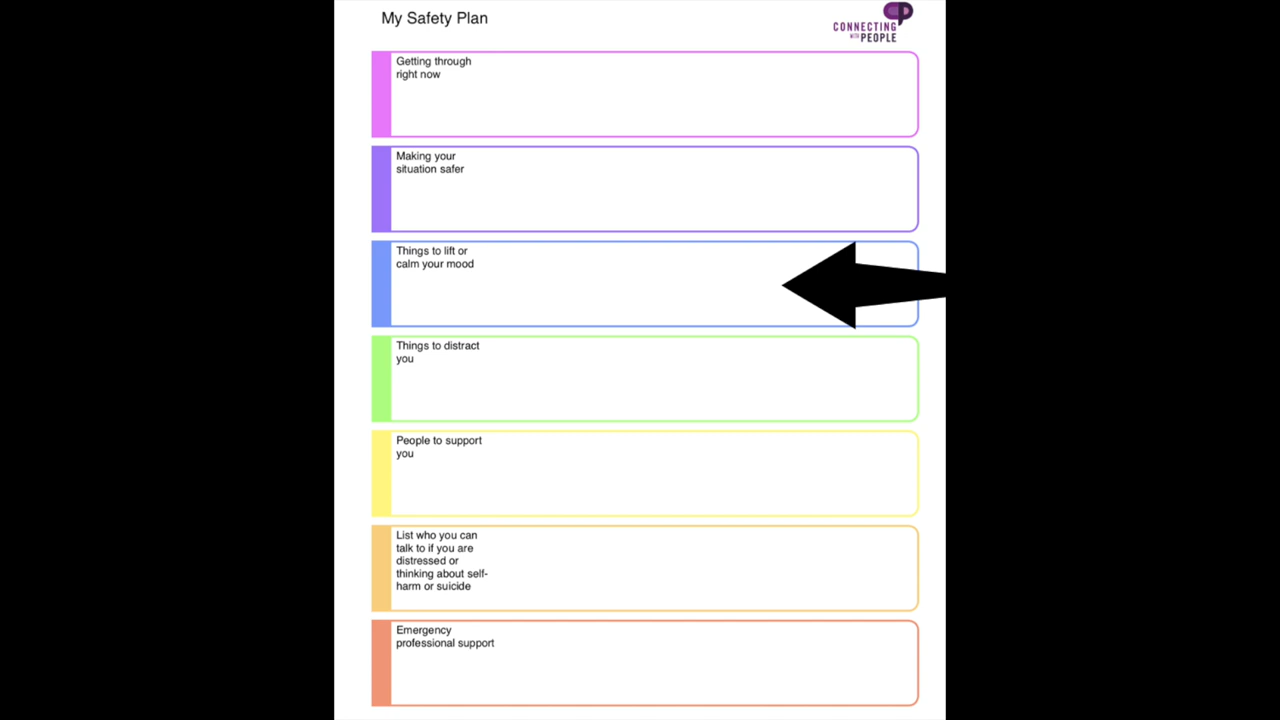 My Safety Plan
CONNECTING
WITH PEOPLE
Getting through
right now
Making your
situation safer
Things to lift or
calm your mood
Things to distract
you
People to support
you
List who you can
talk to if you are
distressed or
thinking about self-
harm or suicide
Emergency
professional support